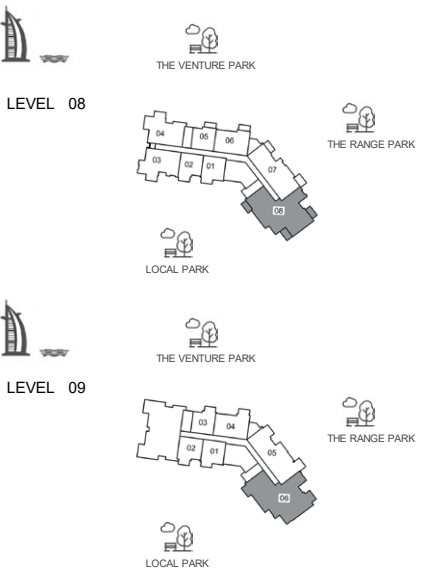 THE VENTURE PARK
LEVEL 08
THE RANGE PARK
04 05 06
03 02 01 07
08
LOCAL PARK
THE VENTURE PARK
LEVEL 09
THE RANGE PARK
03 04
02 01 05
06
LOCAL PARK